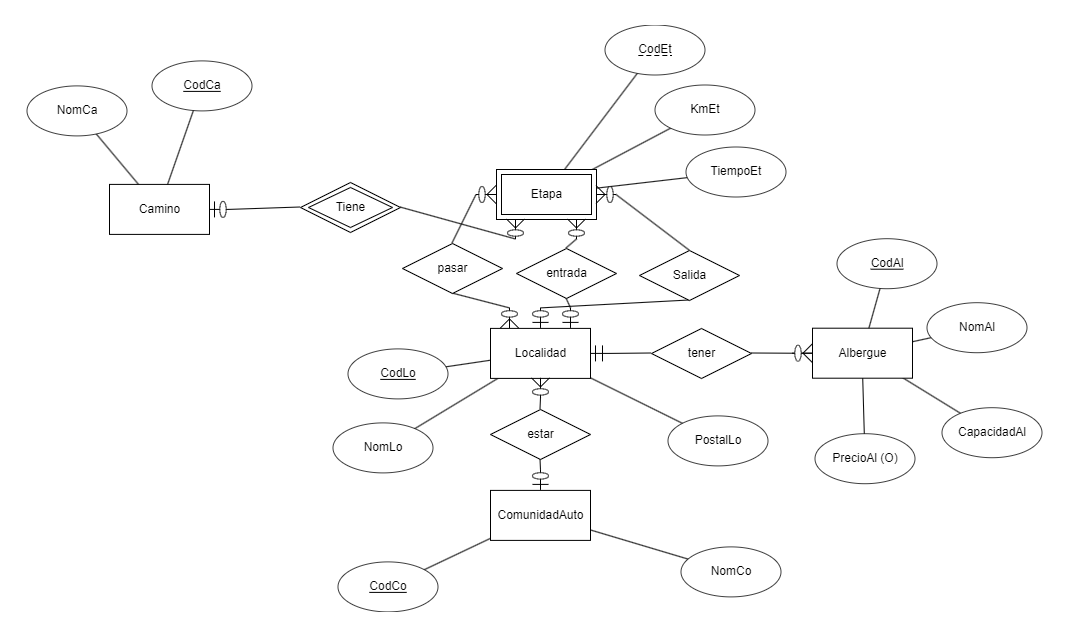 CodEt
CodCa
NomCa
KmEt
TiempoEt
Etapa
Camino
Tiene
pasar
entrada
Salida
CodAl
NomAl
Localidad
tener
Albergue
CodLo
NomLo
estar
PostalLo
CapacidadAl
PrecioAl (O)
ComunidadAuto
CodCo
NomCo